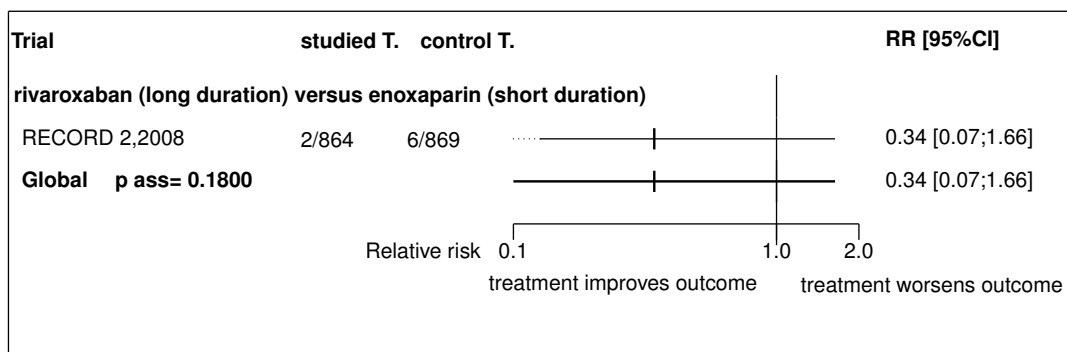 Trial studied T. control T. RR [95%CI]
rivaroxaban (long duration) versus enoxaparin (short duration)
RECORD 2,2008 2/864 6/869 0.34 [0.07;1.66]
Global p ass= 0.1800 0.34 [0.07;1.66]
Relative risk 0.1 1.0 2.0
treatment improves outcome treatment worsens outcome